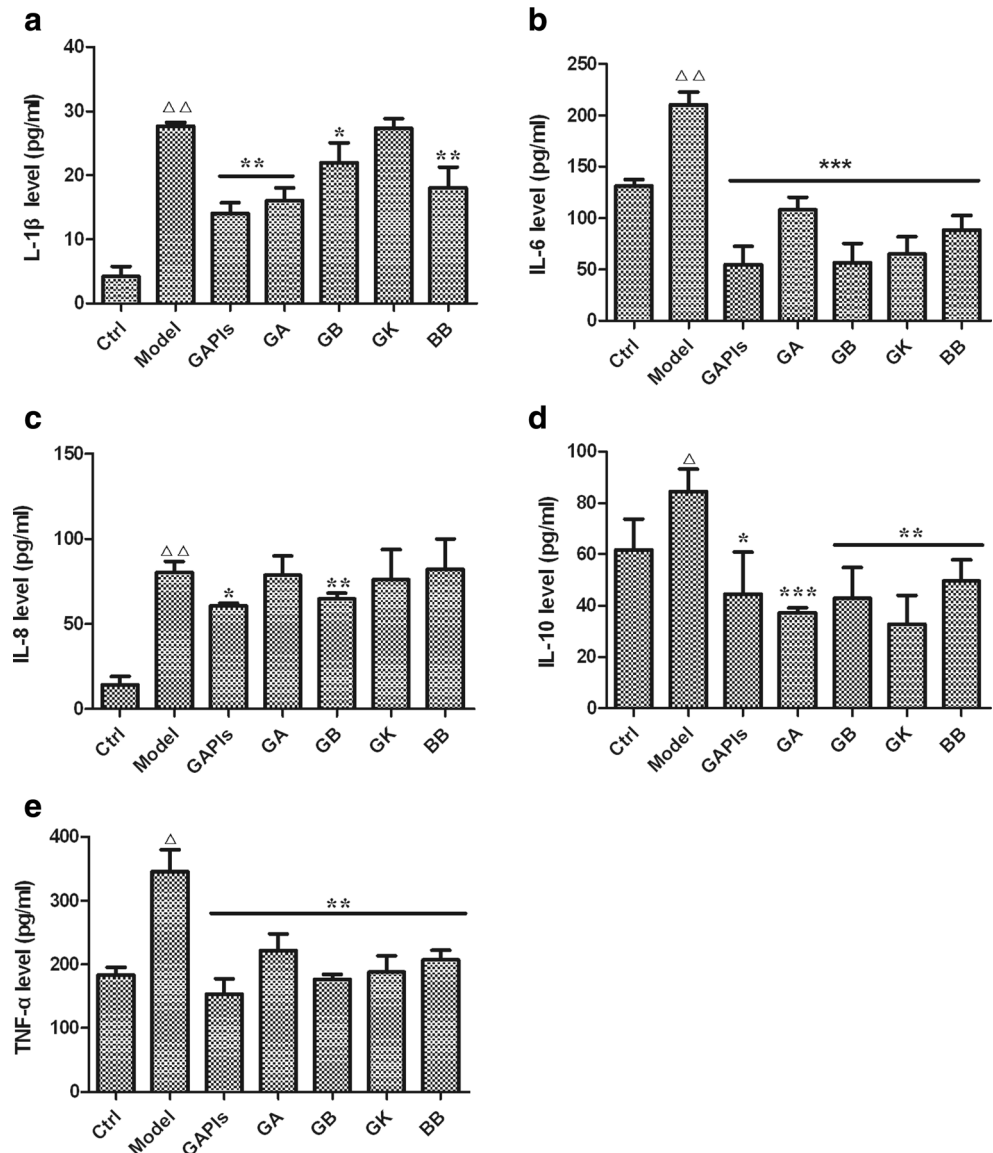 a
L-1β level (pg/ml)
40
30
20
10
0
△△
**
*
**
Ctrl Model GAPIs GA GB GK BB
b
IL-6 level (pg/ml)
250
200
150
100
50
0
△△
***
Ctrl Model GAPIs GA GB GK BB
c
IL-8 level (pg/ml)
150
100
50
0
△△
*
**
Ctrl Model GAPIs GA GB GK BB
d
IL-10 level (pg/ml)
100
80
60
40
20
0
△
*
***
**
Ctrl Model GAPIs GA GB GK BB
e
TNF-α level (pg/ml)
400
300
200
100
0
△
**
Ctrl Model GAPIs GA GB GK BB